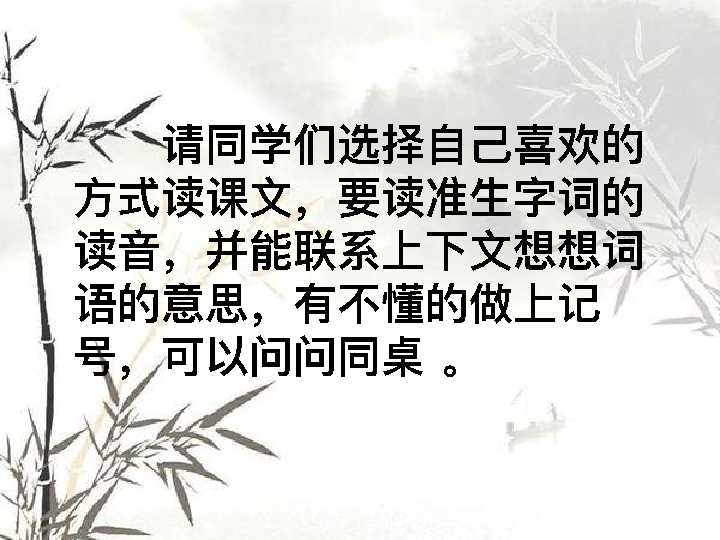 请同学们选择自己喜欢的
方式读课文，要读准生字词的
读音，并能联系上下文想想词
语的意思，有不懂的做上记
号，可以问问同桌 。